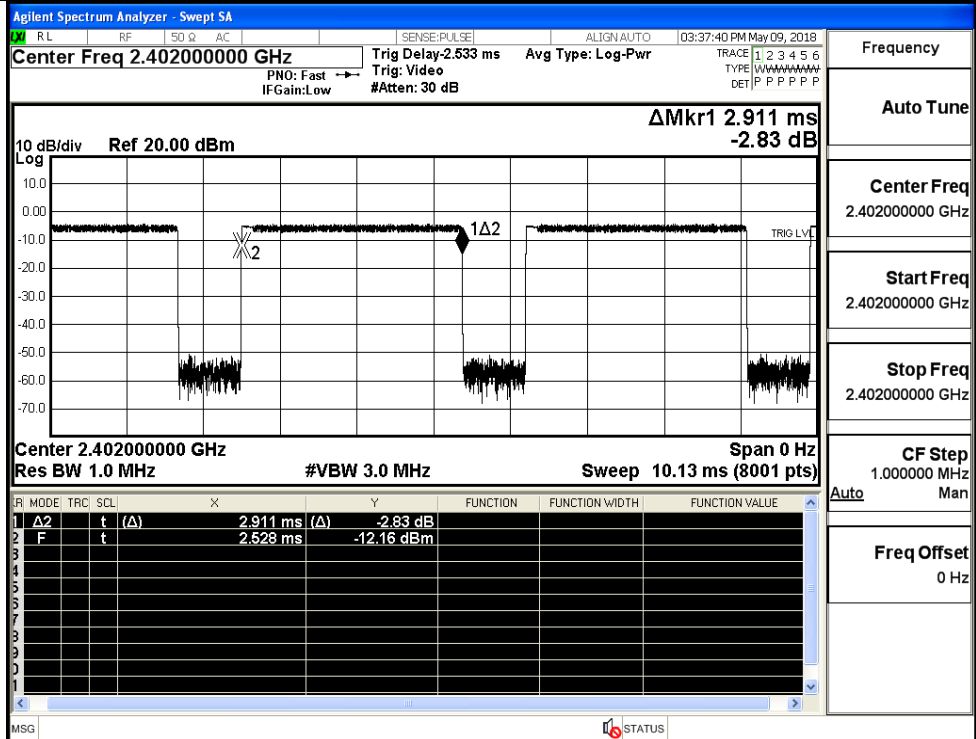 Agilent Spectrum Analyzer - Swept SA
LXI RL RF 50 Ω AC SENSE:PULSE ALIGN AUTO 03:37:40 PM May 09, 2018
Center Freq 2.402000000 GHz
PNO: Fast
IFGain:Low
Trig Delay-2.533 ms
Trig: Video
#Atten: 30 dB
Avg Type: Log-Pwr
TRACE 1 2 3 4 5 6
TYPE WWWWWW
DET P P P P P P
ΔMkr1 2.911 ms
-2.83 dB
10 dB/div Ref 20.00 dBm
Log
10.0
0.00
-10.0
-20.0
-30.0
-40.0
-50.0
-60.0
-70.0
1Δ2
2
TRIG LVL
Center 2.402000000 GHz Span 0 Hz
Res BW 1.0 MHz #VBW 3.0 MHz Sweep 10.13 ms (8001 pts)
MODE TRC SCL X Y FUNCTION FUNCTION WIDTH FUNCTION VALUE
1 Δ2 t (Δ) 2.911 ms (Δ) -2.83 dB
2 F t 2.528 ms -12.16 dBm
3
4
5
6
7
8
9
0
1
MSG STATUS
Frequency
Auto Tune
Center Freq
2.402000000 GHz
Start Freq
2.402000000 GHz
Stop Freq
2.402000000 GHz
CF Step
1.000000 MHz
Auto Man
Freq Offset
0 Hz